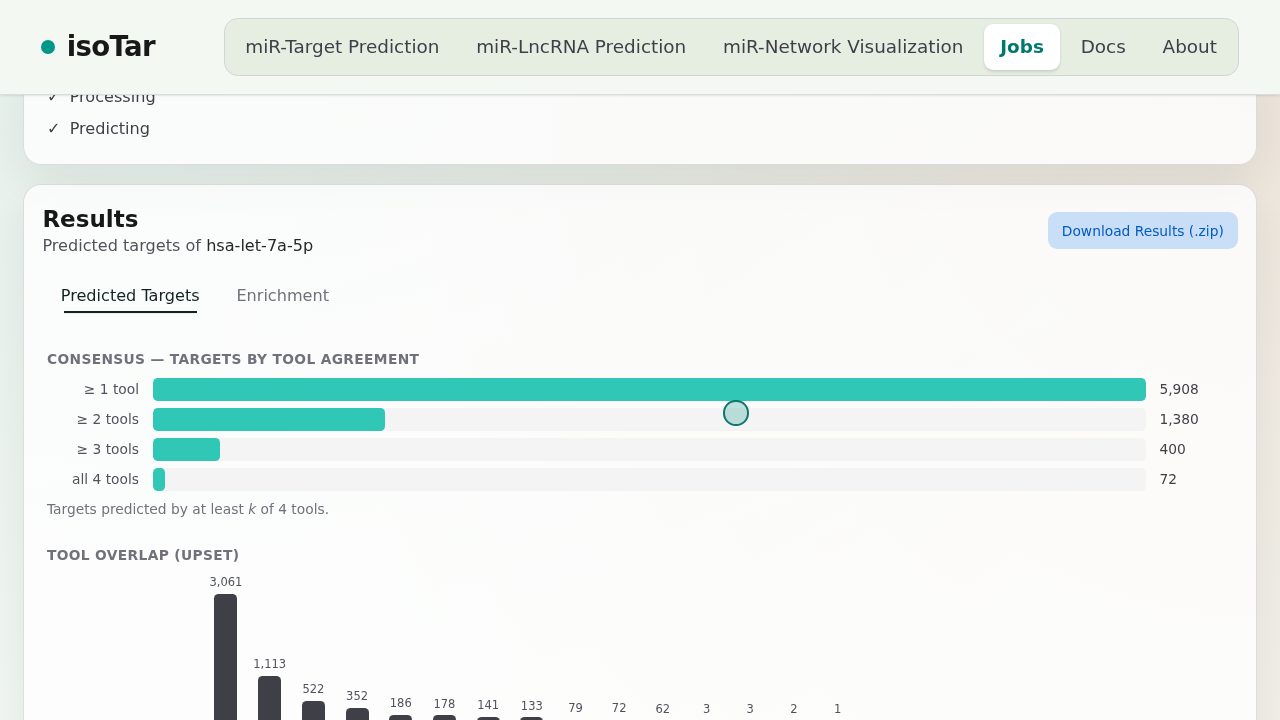 isoTar
miR-Target Prediction
miR-LncRNA Prediction
miR-Network Visualization
Jobs
Docs
About
✓ Processing
✓ Predicting
Results
Predicted targets of hsa-let-7a-5p
Download Results (.zip)
Predicted Targets
Enrichment
CONSENSUS — TARGETS BY TOOL AGREEMENT
≥ 1 tool 5,908
≥ 2 tools 1,380
≥ 3 tools 400
all 4 tools 72
Targets predicted by at least k of 4 tools.
TOOL OVERLAP (UPSET)
3,061
1,113
522
352
186
178
141
133
79
72
62
3
3
2
1